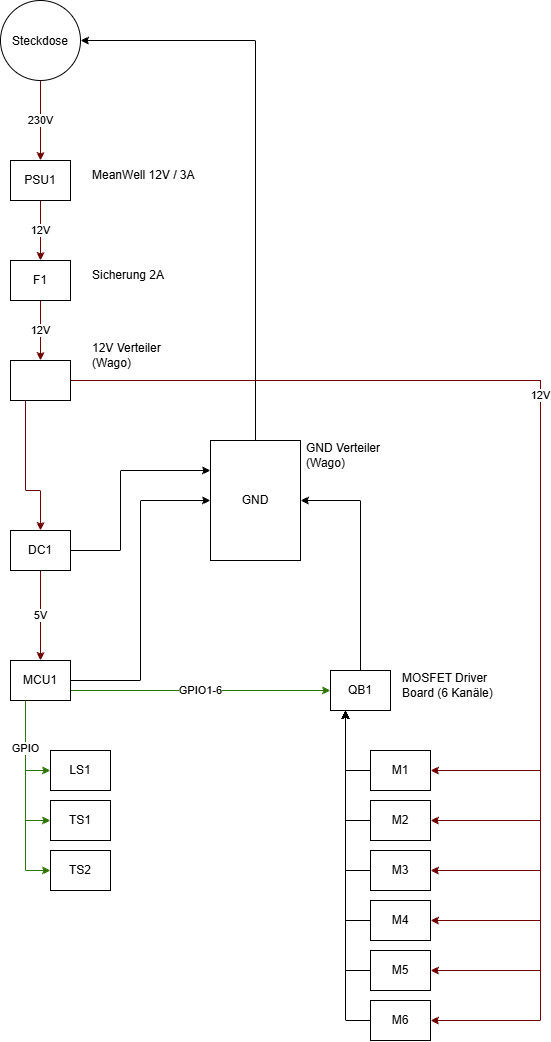 Steckdose
230V
PSU1
MeanWell 12V / 3A
12V
F1
Sicherung 2A
12V
12V Verteiler
(Wago)
12V
GND Verteiler
(Wago)
GND
DC1
5V
MCU1
GPIO1-6
QB1
MOSFET Driver
Board (6 Kanäle)
GPIO
LS1
M1
TS1
M2
TS2
M3
M4
M5
M6